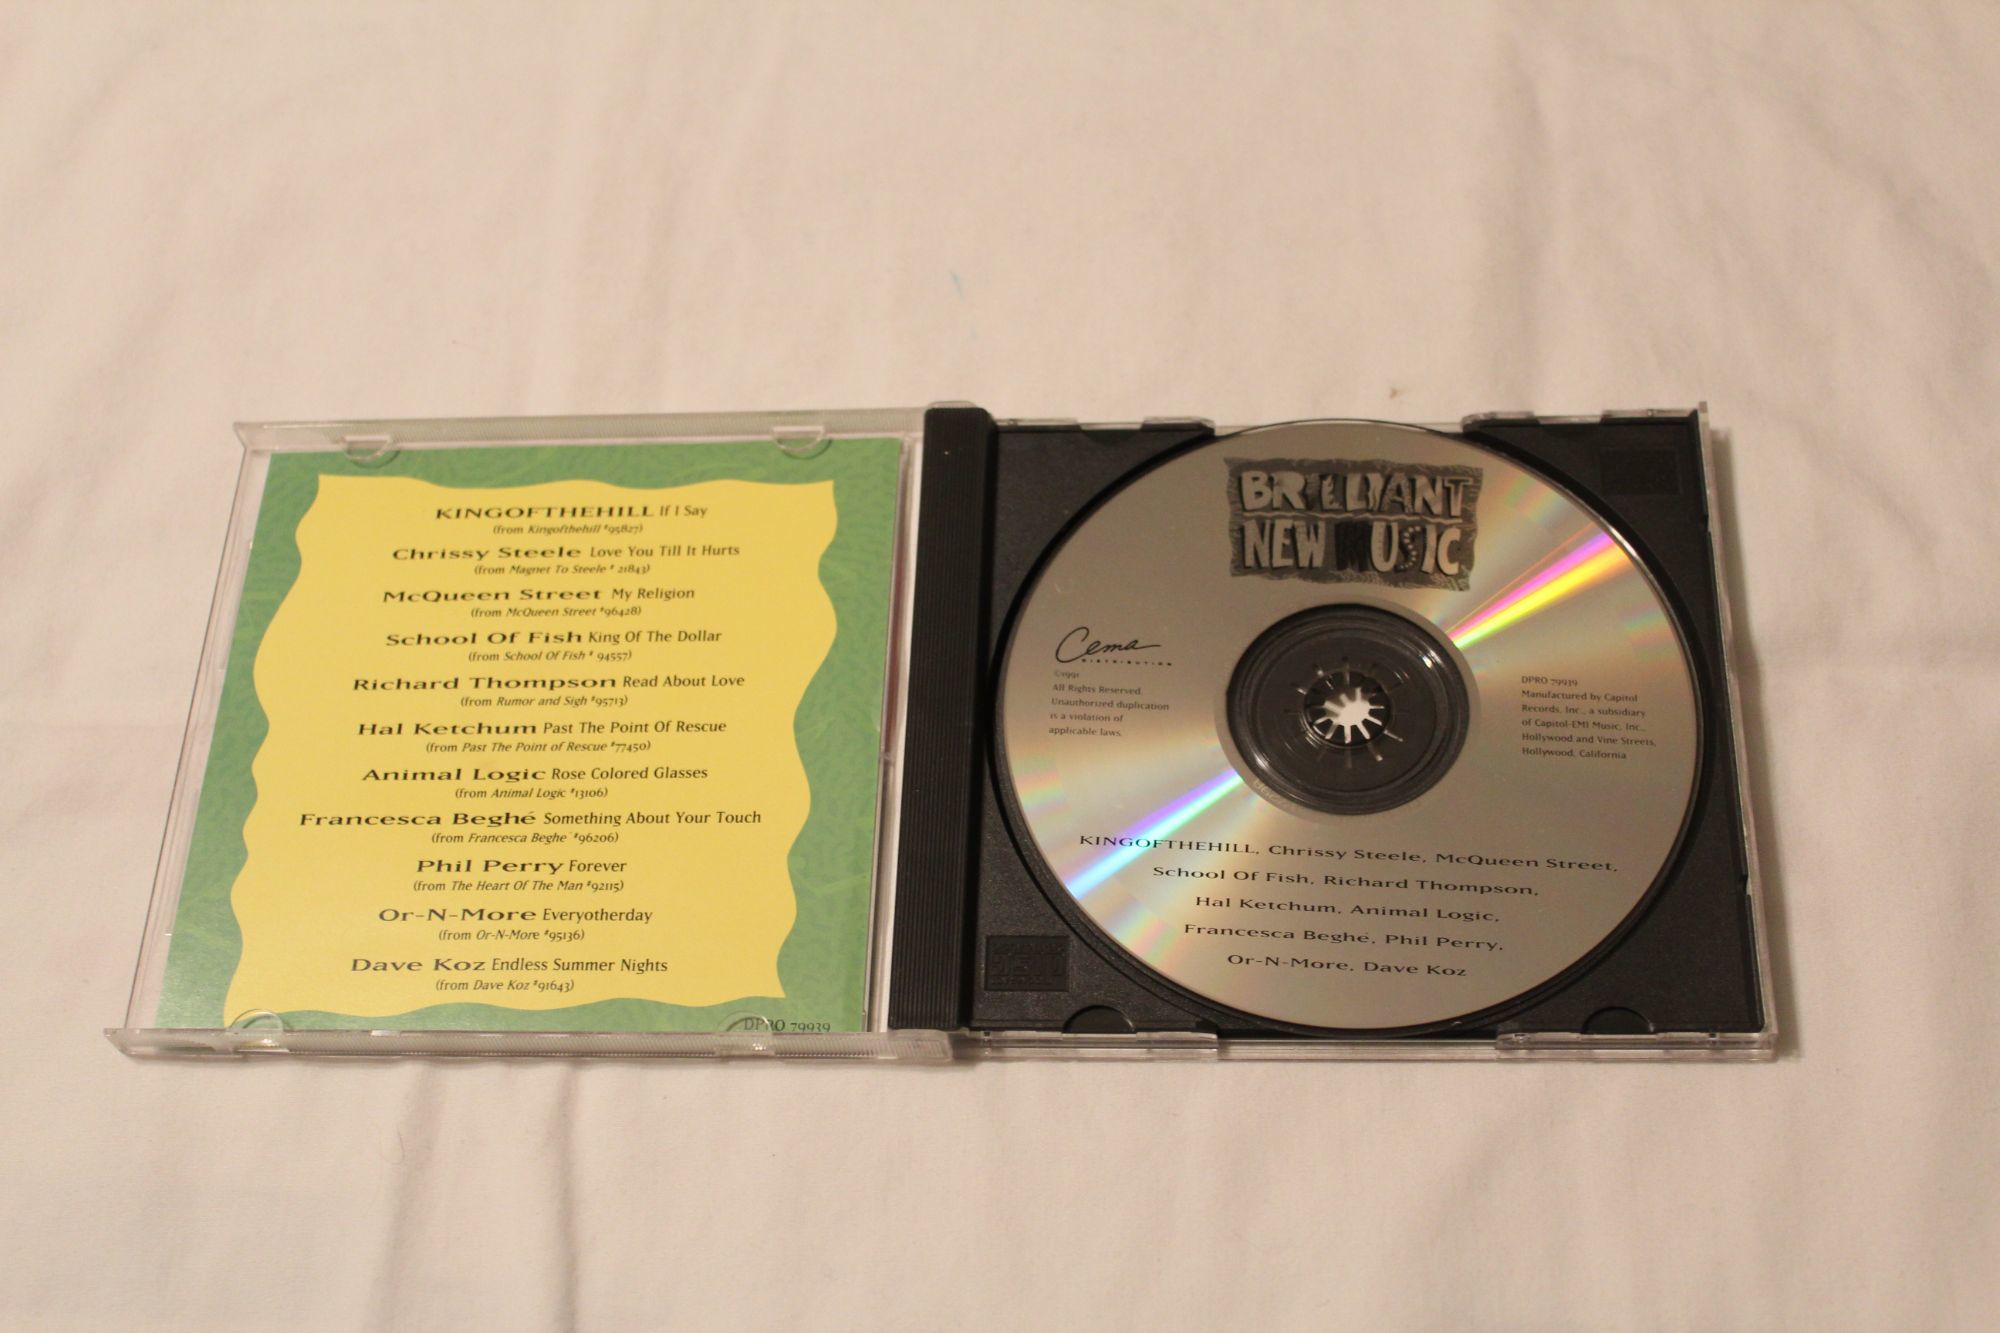 KINGOFTHEHILL If I Say
(from Kingofthehill #95827)
Chrissy Steele Love You Till It Hurts
(from Magnet To Steele # 21843)
McQueen Street My Religion
(from McQueen Street #96428)
School Of Fish King Of The Dollar
(from School Of Fish # 94557)
Richard Thompson Read About Love
(from Rumor and Sigh #95713)
Hal Ketchum Past The Point Of Rescue
(from Past The Point of Rescue #77450)
Animal Logic Rose Colored Glasses
(from Animal Logic #13106)
Francesca Beghé Something About Your Touch
(from Francesca Beghe #96206)
Phil Perry Forever
(from The Heart Of The Man #92115)
Or-N-More Everyotherday
(from Or-N-More #95136)
Dave Koz Endless Summer Nights
(from Dave Koz #91643)
DPRO 79939
BRILLIANT
NEW MUSIC
Cema
DISTRIBUTION
©1991
All Rights Reserved.
Unauthorized duplication
is a violation of
applicable laws.
DPRO 79939
Manufactured by Capitol
Records, Inc., a subsidiary
of Capitol-EMI Music, Inc.,
Hollywood and Vine Streets,
Hollywood, California
KINGOFTHEHILL, Chrissy Steele, McQueen Street,
School Of Fish, Richard Thompson,
Hal Ketchum, Animal Logic,
Francesca Beghé, Phil Perry,
Or-N-More, Dave Koz